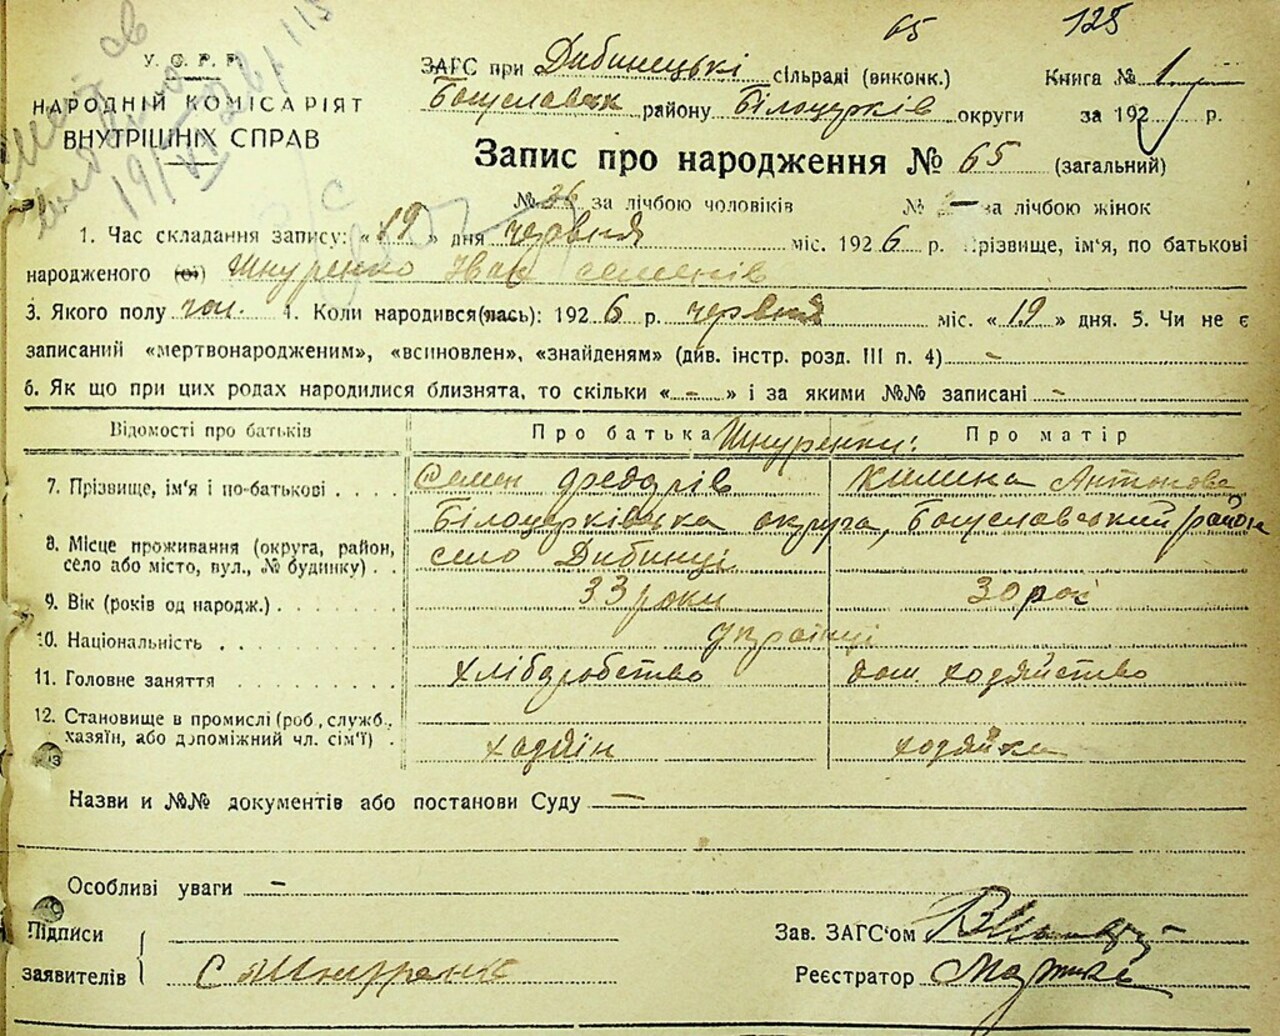 65 125
У.С.Р.Р.
НАРОДНІЙ КОМІСАРІЯТ
ВНУТРІШНІХ СПРАВ
ЗАГС при Дибинецькі сільраді (виконк.) Книга № 1
Богуславськ району Білоцерків округи за 192 р.
Запис про народження № 65 (загальний)
№ 36 за лічбою чоловіків № — за лічбою жінок
1. Час складання запису: «19» дня червня міс. 1926 р. Прізвище, ім'я, по батькові
народженого (ої) Шнуренко Іван Семенів
3. Якого полу чол. 4. Коли народився(лась): 1926 р. червня міс. «19» дня. 5. Чи не є
записаний «мертвонародженим», «всиновлен», «знайденям» (див. інстр. розд. III п. 4) –
6. Як що при цих родах народилися близнята, то скільки «–» і за якими №№ записані –
Відомості про батьків Про батька Шнуренки: Про матір
7. Прізвище, ім'я і по-батькові Семен Федорів Килина Антонова
Білоцерківська округа, Богуславський район
8. Місце проживання (округа, район,
село або місто, вул., № будинку) село Дибинці
9. Вік (років од народж.) 33 роки 30 рок
10. Національність українці
11. Головне заняття хліборобство дом. хозяйство
12. Становище в промислі (роб., служб.,
хазяїн, або допоміжний чл. сім'ї) хозяїн хозяйка
Назви и №№ документів або постанови Суду —
Особливі уваги –
Підписи
заявителів С Шнуренко
Зав. ЗАГС'ом
Реєстратор